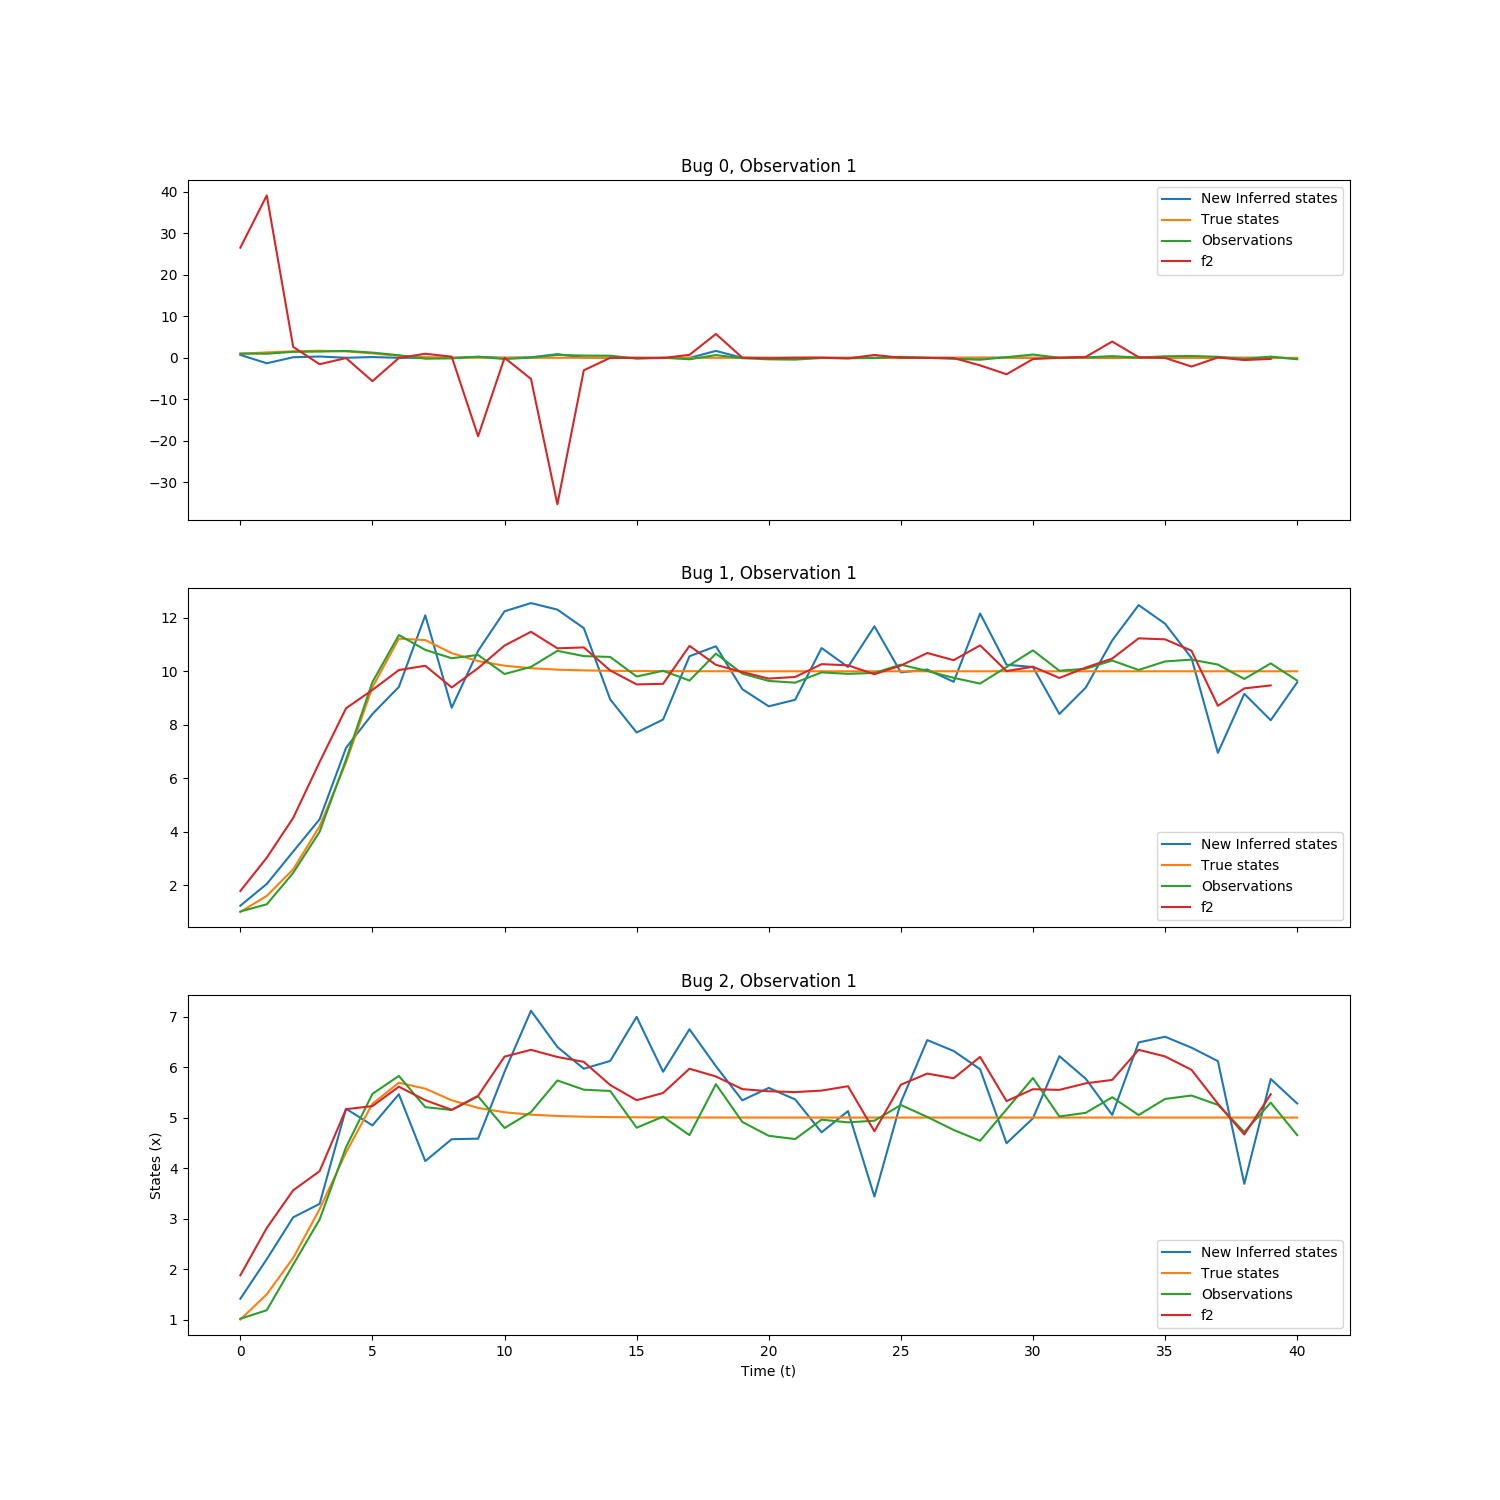 Bug 0, Observation 1
40
30
20
10
0
−10
−20
−30
New Inferred states
True states
Observations
f2
Bug 1, Observation 1
12
10
8
6
4
2
New Inferred states
True states
Observations
f2
Bug 2, Observation 1
7
6
5
4
3
2
1
States (x)
New Inferred states
True states
Observations
f2
0 5 10 15 20 25 30 35 40
Time (t)